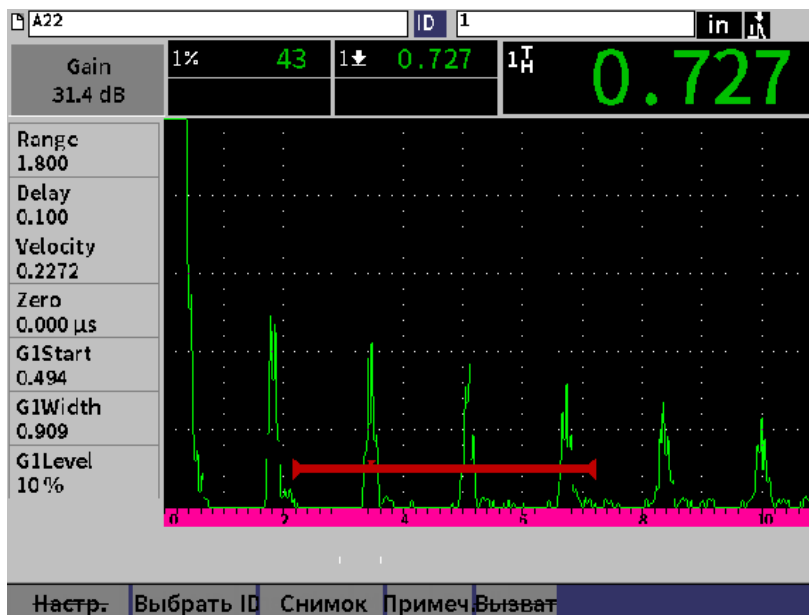 A22 ID 1 in
Gain
31.4 dB
1% 43
1 0.727
1 T H 0.727
Range
1.800
Delay
0.100
Velocity
0.2272
Zero
0.000 µs
G1Start
0.494
G1Width
0.909
G1Level
10 %
0 2 4 6 8 10
Настр. Выбрать ID Снимок Примеч. Вызват